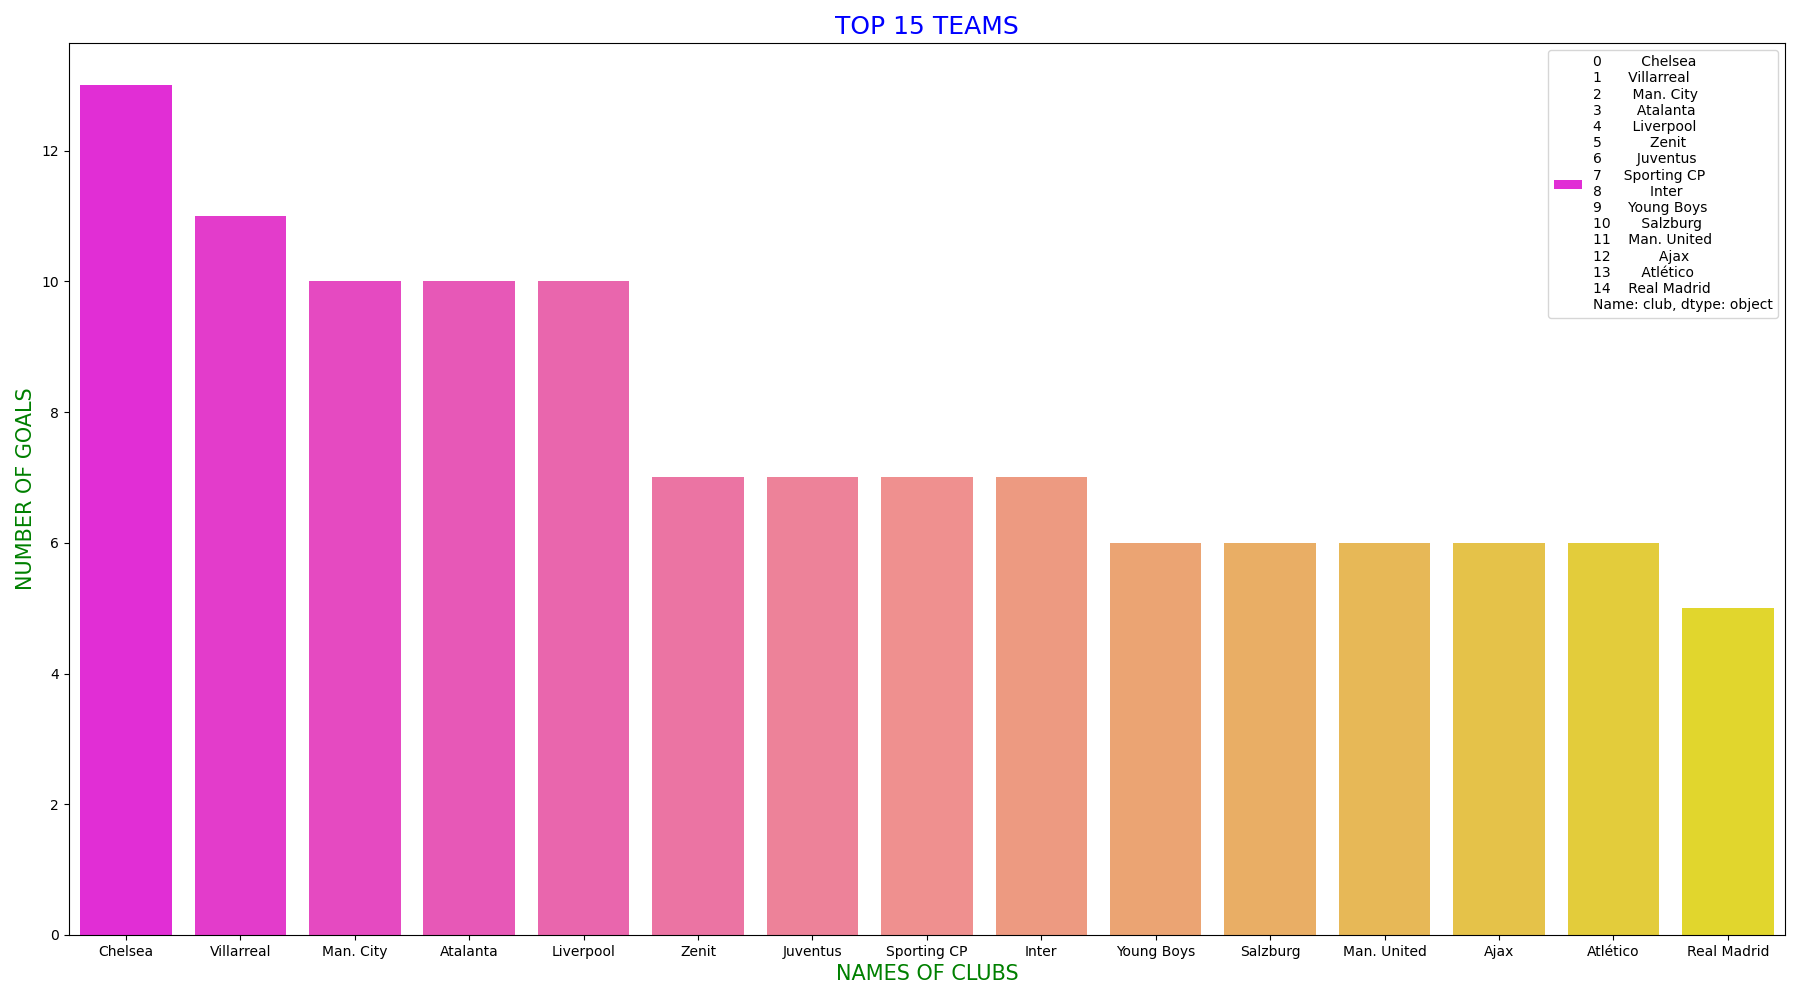 TOP 15 TEAMS
0 Chelsea
1 Villarreal
2 Man. City
3 Atalanta
4 Liverpool
5 Zenit
6 Juventus
7 Sporting CP
8 Inter
9 Young Boys
10 Salzburg
11 Man. United
12 Ajax
13 Atlético
14 Real Madrid
Name: club, dtype: object
NUMBER OF GOALS
12
10
8
6
4
2
0
Chelsea Villarreal Man. City Atalanta Liverpool Zenit Juventus Sporting CP Inter Young Boys Salzburg Man. United Ajax Atlético Real Madrid
NAMES OF CLUBS